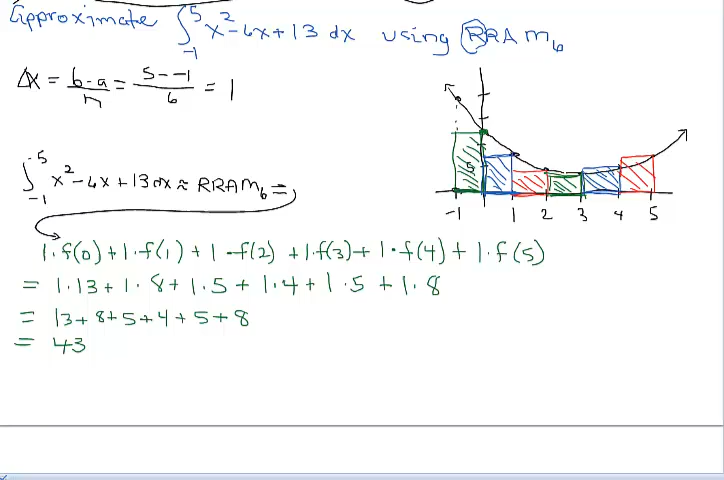 Approximate ∫₋₁⁵ x² - 6x + 13 dx using RRAM₆
Δx = b-a/n = 5--1/6 = 1
∫₋₁⁵ x² - 6x + 13 dx ≈ RRAM₆ =
5
-1 1 2 3 4 5
1·f(0) + 1·f(1) + 1·f(2) + 1·f(3) + 1·f(4) + 1·f(5)
= 1·13 + 1·8 + 1·5 + 1·4 + 1·5 + 1·8
= 13 + 8 + 5 + 4 + 5 + 8
= 43